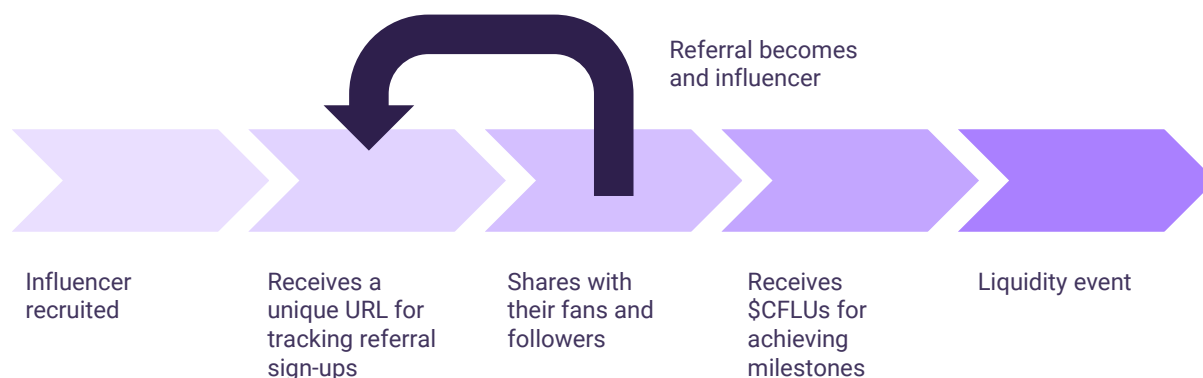 Referral becomes
and influencer
Influencer
recruited
Receives a
unique URL for
tracking referral
sign-ups
Shares with
their fans and
followers
Receives
$CFLUs for
achieving
milestones
Liquidity event